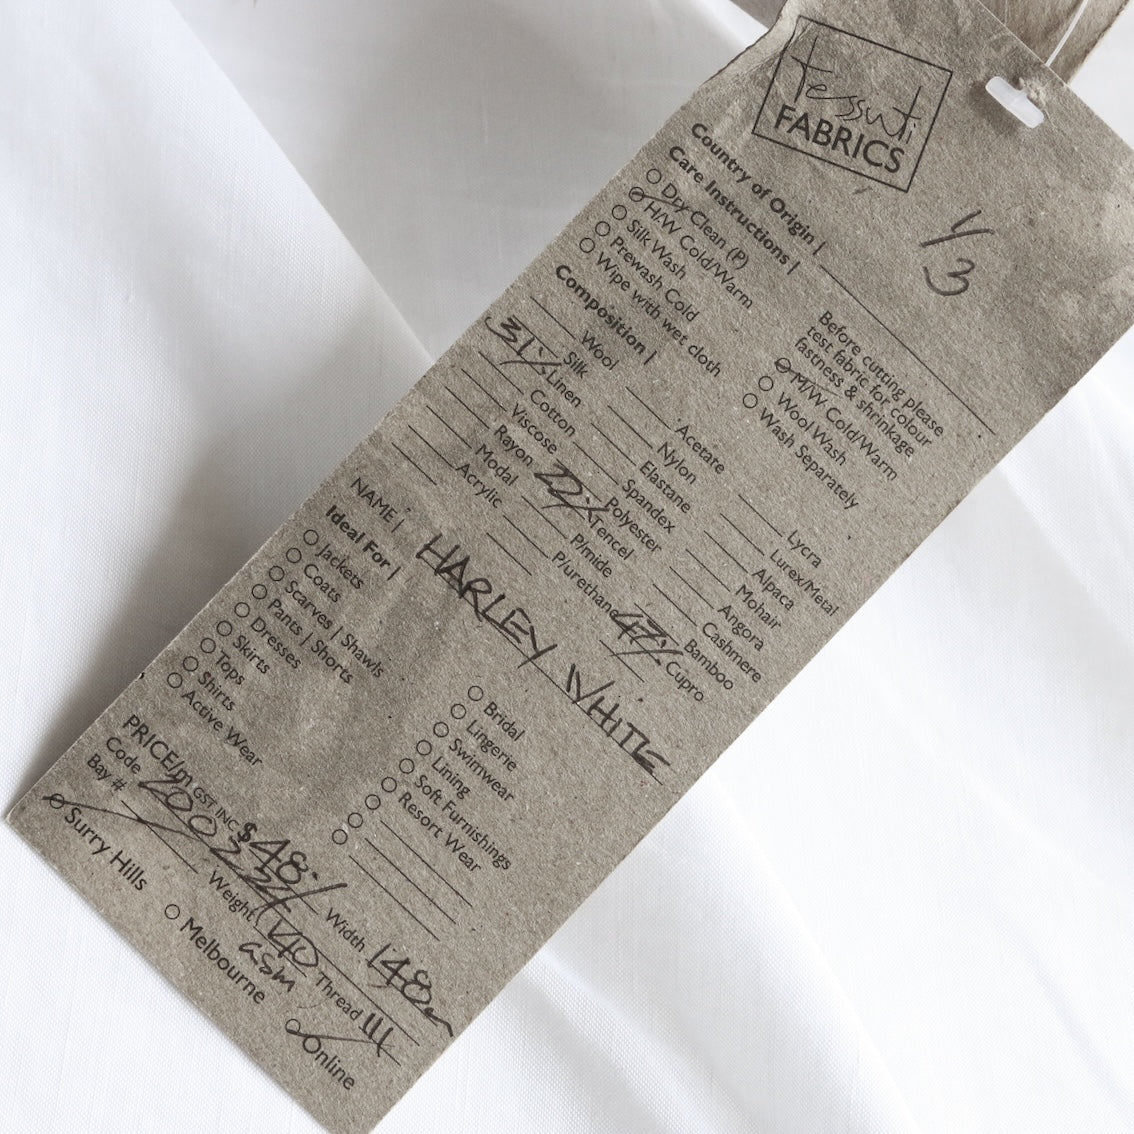 tessuti
FABRICS
1/3
Country of Origin |
Care Instructions |
Dry Clean (P)
H/W Cold/Warm
Silk Wash
Prewash Cold
Wipe with wet cloth
Before cutting please
test fabric for colour
fastness & shrinkage
M/W Cold/Warm
Wool Wash
Wash Separately
Composition |
Wool
Silk
31% Linen
Cotton
Viscose
Rayon
Modal
Acrylic
Acetate
Nylon
Elastane
Spandex
Polyester
22% Tencel
P/mide
P/urethane
Lycra
Lurex/Metal
Alpaca
Mohair
Angora
Cashmere
Bamboo
47% Cupro
NAME | HARLEY WHITE
Ideal For |
Jackets
Coats
Scarves | Shawls
Pants | Shorts
Dresses
Skirts
Tops
Shirts
Active Wear
Bridal
Lingerie
Swimwear
Lining
Soft Furnishings
Resort Wear
PRICE/m GST INC $48.- Width 148cm
Code Weight 140 gsm Thread
Bay #
Surry Hills Melbourne Online